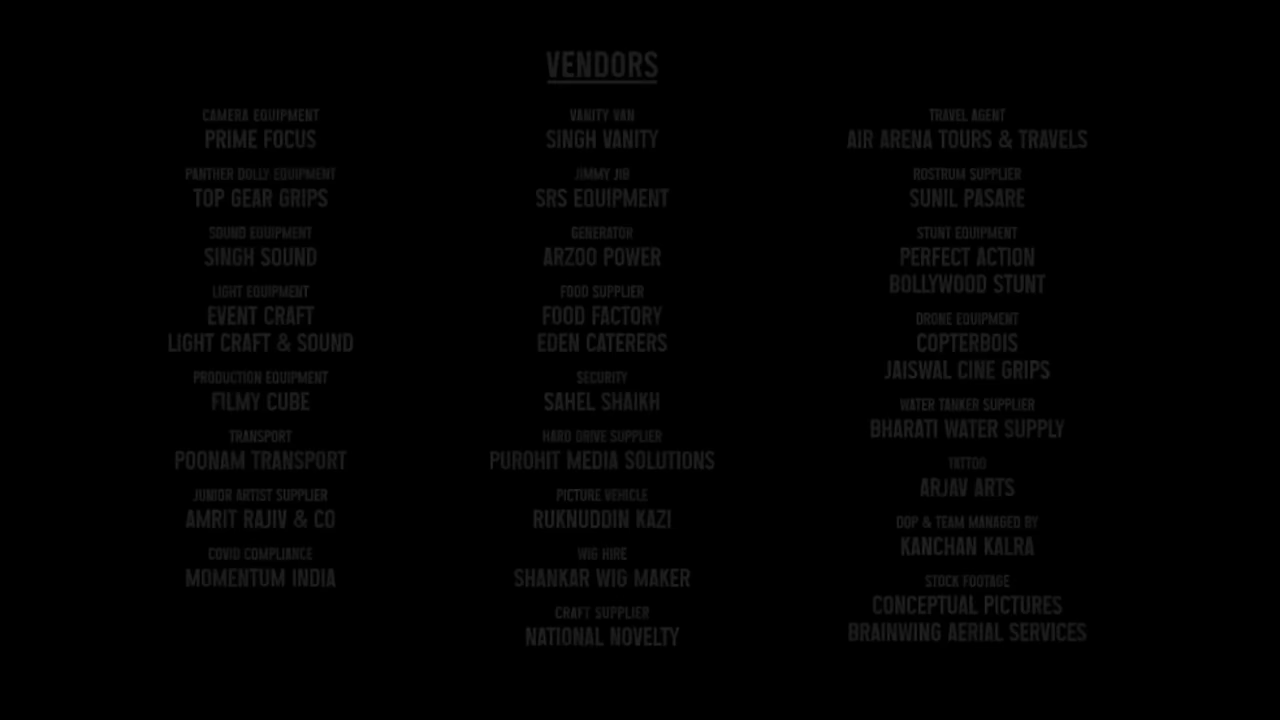 VENDORS
CAMERA EQUIPMENT
PRIME FOCUS
PANTHER DOLLY EQUIPMENT
TOP GEAR GRIPS
SOUND EQUIPMENT
SINGH SOUND
LIGHT EQUIPMENT
EVENT CRAFT
LIGHT CRAFT & SOUND
PRODUCTION EQUIPMENT
FILMY CUBE
TRANSPORT
POONAM TRANSPORT
JUNIOR ARTIST SUPPLIER
AMRIT RAJIV & CO
COVID COMPLIANCE
MOMENTUM INDIA
VANITY VAN
SINGH VANITY
JIMMY JIB
SRS EQUIPMENT
GENERATOR
ARZOO POWER
FOOD SUPPLIER
FOOD FACTORY
EDEN CATERERS
SECURITY
SAHEL SHAIKH
HARD DRIVE SUPPLIER
PUROHIT MEDIA SOLUTIONS
PICTURE VEHICLE
RUKNUDDIN KAZI
WIG HIRE
SHANKAR WIG MAKER
CRAFT SUPPLIER
NATIONAL NOVELTY
TRAVEL AGENT
AIR ARENA TOURS & TRAVELS
ROSTRUM SUPPLIER
SUNIL PASARE
STUNT EQUIPMENT
PERFECT ACTION
BOLLYWOOD STUNT
DRONE EQUIPMENT
COPTERBOIS
JAISWAL CINE GRIPS
WATER TANKER SUPPLIER
BHARATI WATER SUPPLY
TATTOO
ARJAV ARTS
DOP & TEAM MANAGED BY
KANCHAN KALRA
STOCK FOOTAGE
CONCEPTUAL PICTURES
BRAINWING AERIAL SERVICES